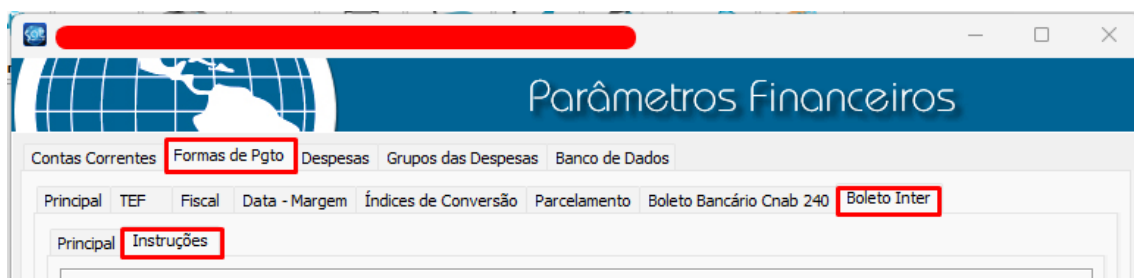 Parâmetros Financeiros
Contas Correntes Formas de Pgto Despesas Grupos das Despesas Banco de Dados
Principal TEF Fiscal Data - Margem Índices de Conversão Parcelamento Boleto Bancário Cnab 240 Boleto Inter
Principal Instruções